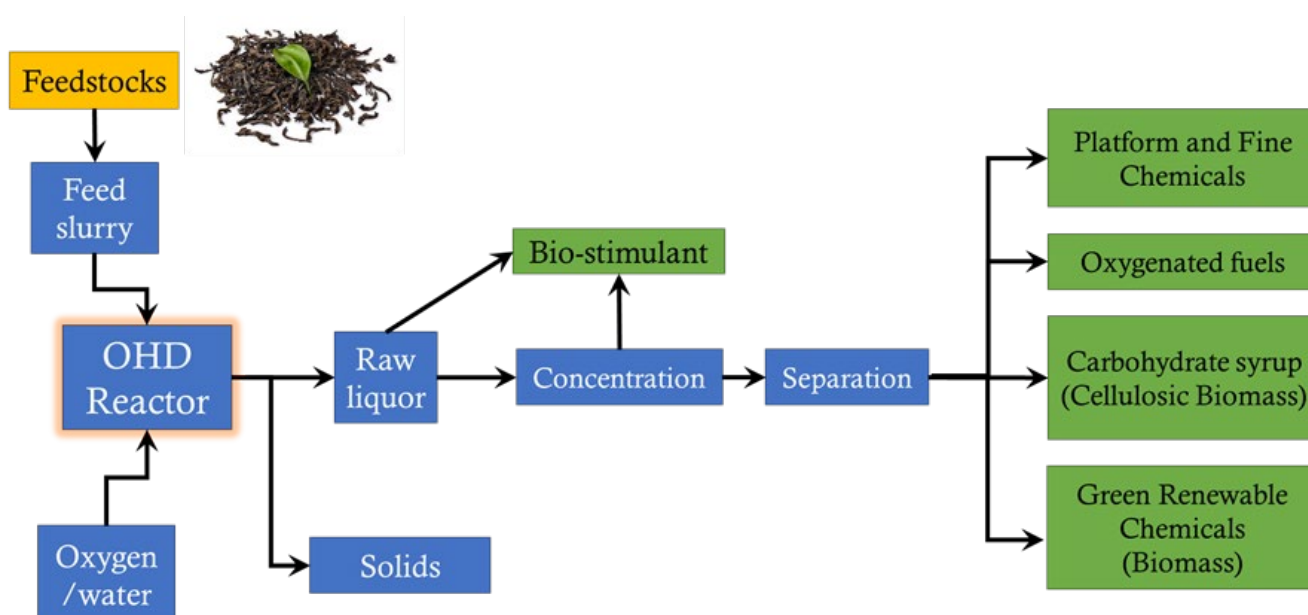 Feedstocks
Feed
slurry
OHD
Reactor
Oxygen
/water
Raw
liquor
Solids
Bio-stimulant
Concentration
Separation
Platform and Fine
Chemicals
Oxygenated fuels
Carbohydrate syrup
(Cellulosic Biomass)
Green Renewable
Chemicals
(Biomass)